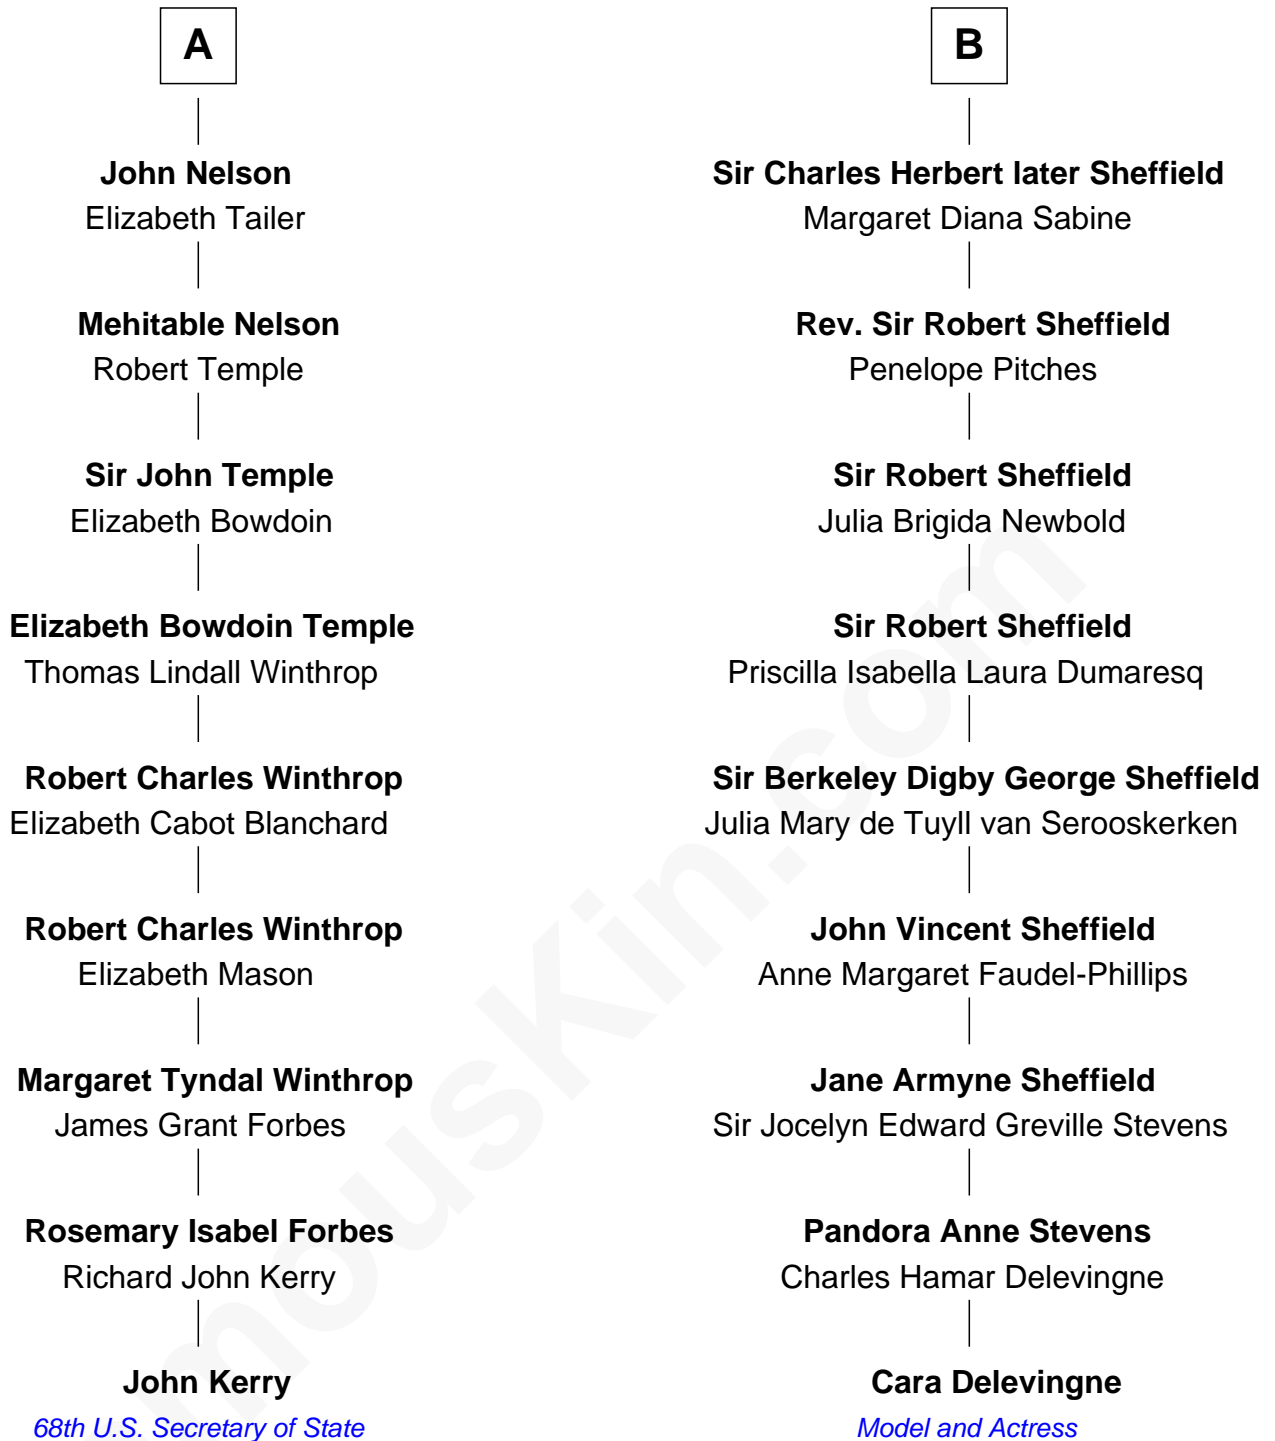 A
John Nelson
Elizabeth Tailer
Mehitable Nelson
Robert Temple
Sir John Temple
Elizabeth Bowdoin
Elizabeth Bowdoin Temple
Thomas Lindall Winthrop
Robert Charles Winthrop
Elizabeth Cabot Blanchard
Robert Charles Winthrop
Elizabeth Mason
Margaret Tyndal Winthrop
James Grant Forbes
Rosemary Isabel Forbes
Richard John Kerry
John Kerry
68th U.S. Secretary of State
B
Sir Charles Herbert later Sheffield
Margaret Diana Sabine
Rev. Sir Robert Sheffield
Penelope Pitches
Sir Robert Sheffield
Julia Brigida Newbold
Sir Robert Sheffield
Priscilla Isabella Laura Dumaresq
Sir Berkeley Digby George Sheffield
Julia Mary de Tuyll van Serooskerken
John Vincent Sheffield
Anne Margaret Faudel-Phillips
Jane Armyne Sheffield
Sir Jocelyn Edward Greville Stevens
Pandora Anne Stevens
Charles Hamar Delevingne
Cara Delevingne
Model and Actress
mousKin.com